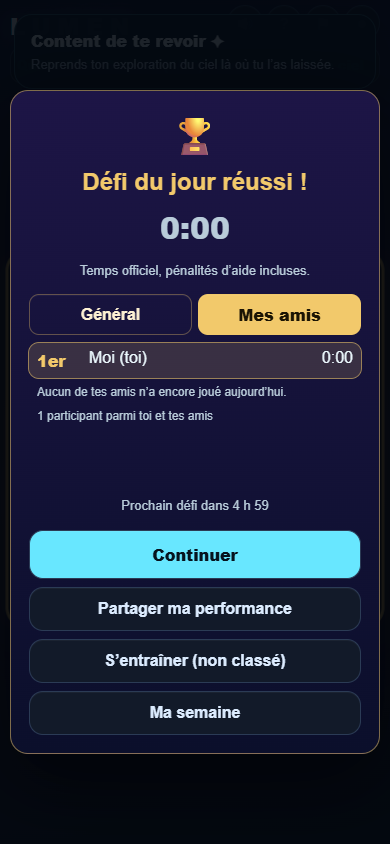 Content de te revoir ✦
Reprends ton exploration du ciel là où tu l'as laissée.
Défi du jour réussi !
0:00
Temps officiel, pénalités d'aide incluses.
Général
Mes amis
1er Moi (toi) 0:00
Aucun de tes amis n'a encore joué aujourd'hui.
1 participant parmi toi et tes amis
Prochain défi dans 4 h 59
Continuer
Partager ma performance
S'entraîner (non classé)
Ma semaine